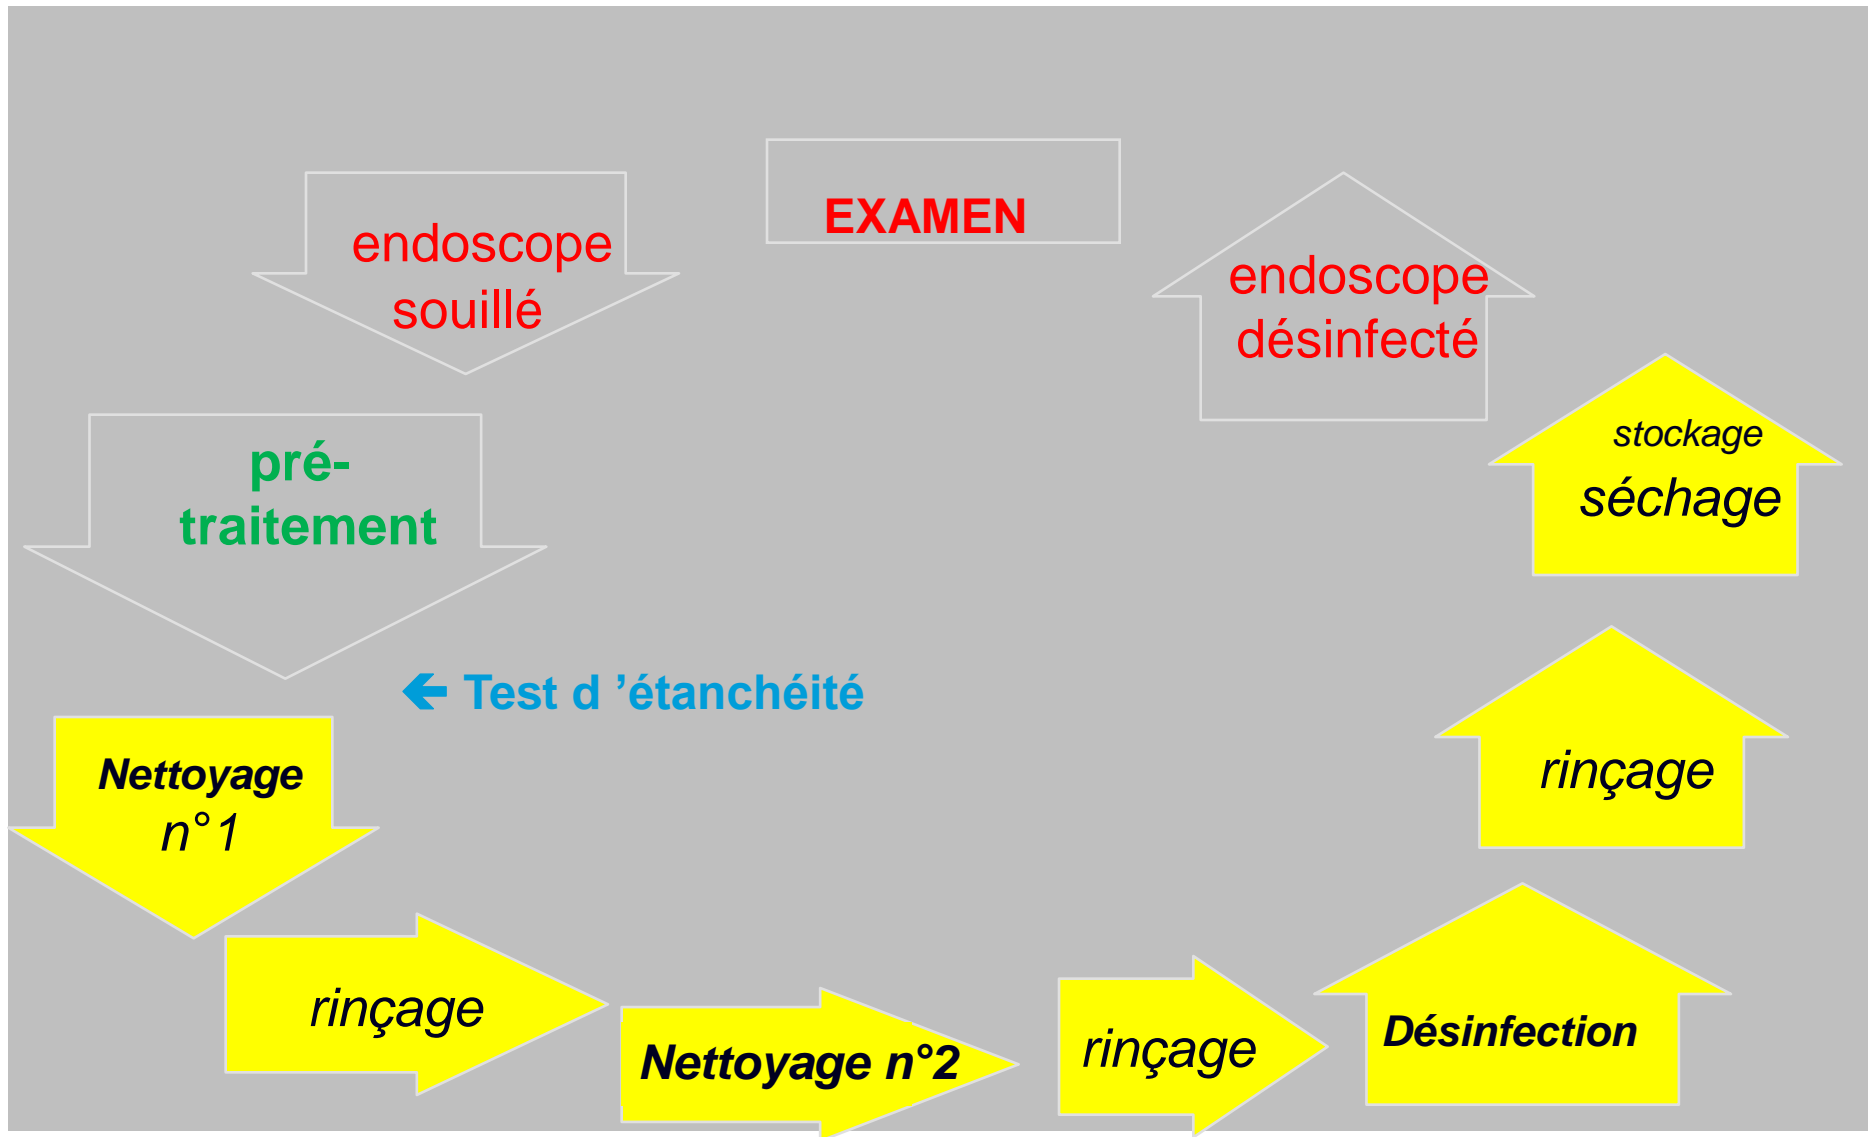 EXAMEN
endoscope
souillé
pré-
traitement
🡸 Test d ’étanchéité
Nettoyage
n°1
rinçage
Nettoyage n°2
rinçage
Désinfection
rinçage
stockage
séchage
endoscope
désinfecté